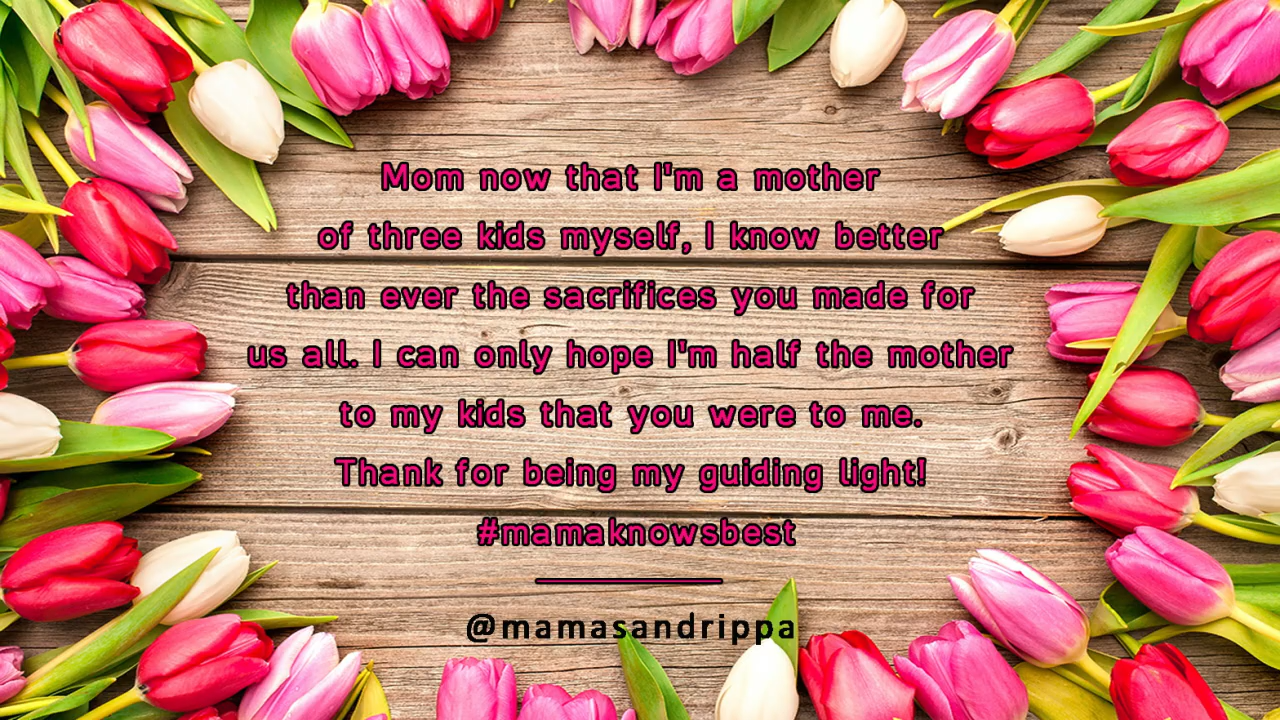 Mom now that I'm a mother
of three kids myself, I know better
than ever the sacrifices you made for
us all. I can only hope I'm half the mother
to my kids that you were to me.
Thank for being my guiding light!
#mamaknowsbest
@mamasandrippa